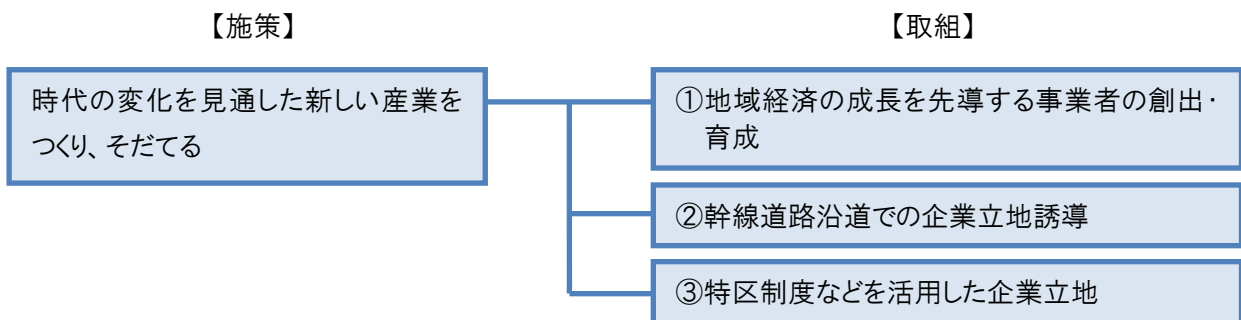 【施策】
【取組】
時代の変化を見通した新しい産業を
つくり、そだてる
①地域経済の成長を先導する事業者の創出・
育成
②幹線道路沿道での企業立地誘導
③特区制度などを活用した企業立地